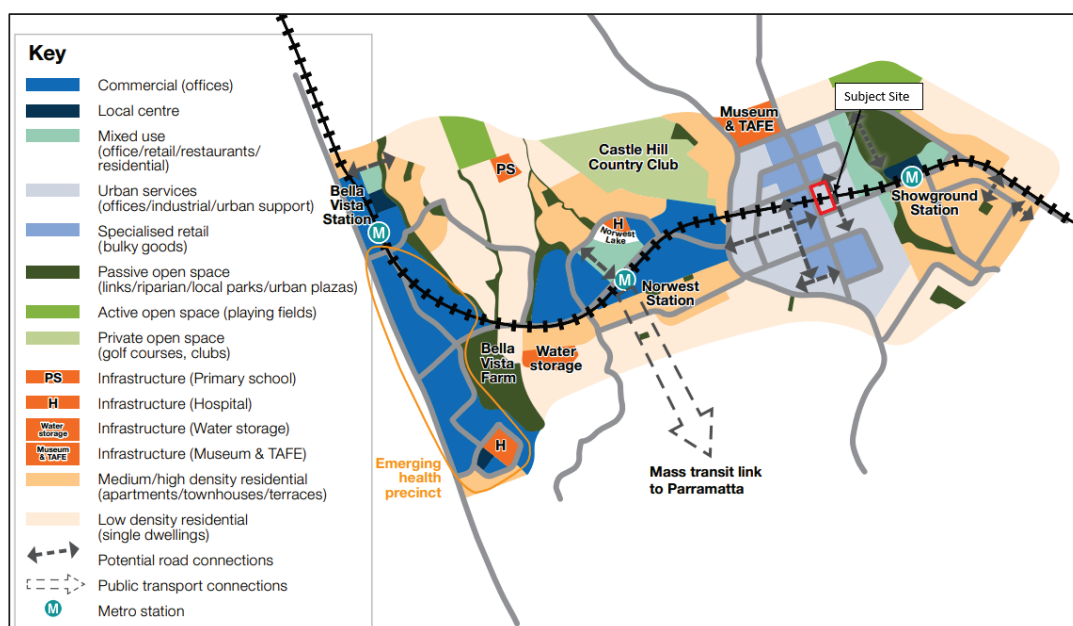 Key
Commercial (offices)
Local centre
Mixed use
(office/retail/restaurants/
residential)
Urban services
(offices/industrial/urban support)
Specialised retail
(bulky goods)
Passive open space
(links/riparian/local parks/urban plazas)
Active open space (playing fields)
Private open space
(golf courses, clubs)
PS
Infrastructure (Primary school)
H
Infrastructure (Hospital)
Water
storage
Infrastructure (Water storage)
Museum
& TAFE
Infrastructure (Museum & TAFE)
Medium/high density residential
(apartments/townhouses/terraces)
Low density residential
(single dwellings)
Potential road connections
Public transport connections
M
Metro station
Subject Site
Museum
& TAFE
Castle Hill
Country Club
PS
Bella
Vista
Station
M
H
Norwest
Lake
M
Norwest
Station
M
Showground
Station
Bella
Vista
Farm
Water
storage
H
Emerging
health
precinct
Mass transit link
to Parramatta